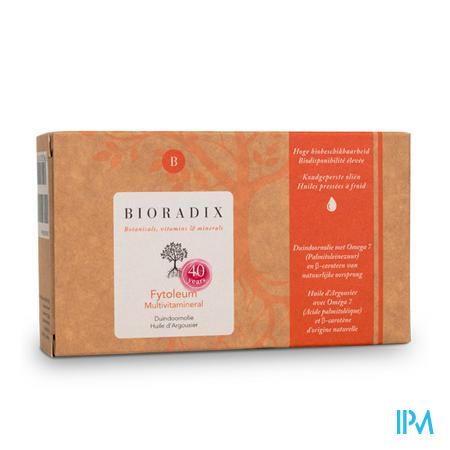 B
BIORADIX
Botanicals, vitamins & minerals
40
years
Fytoleum
Multivitamineral
Duindoornolie
Huile d'Argousier
Hoge biobeschikbaarheid
Biodisponibilité élevée
Koudgeperste oliën
Huiles pressées à froid
Duindoornolie met Omega 7
(Palmitoleinezuur)
en β-caroteen van
natuurlijke oorsprong
Huile d'Argousier
avec Oméga 7
(Acide palmitoléique)
et β-carotène
d'origine naturelle
IPM